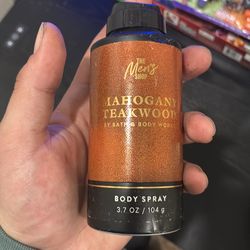 THE
Men's
SHOP
MAHOGANY
TEAKWOOD
BY BATH & BODY WORKS
BODY SPRAY
3.7 OZ / 104 g